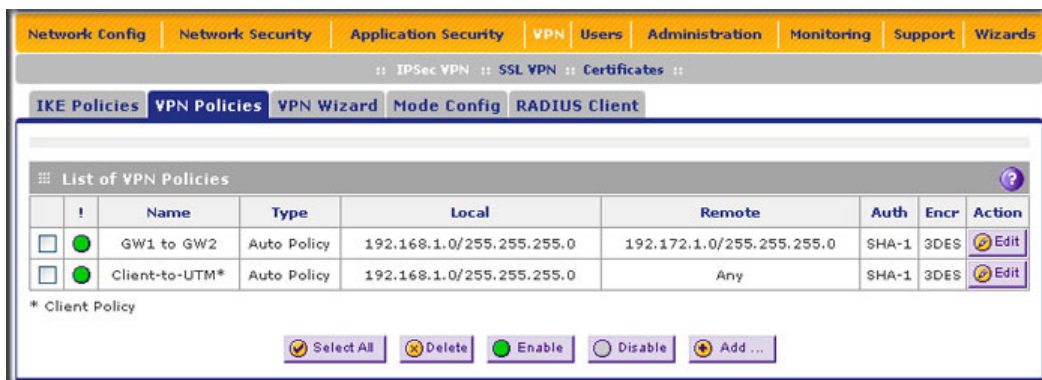 Network Config Network Security Application Security VPN Users Administration Monitoring Support Wizards
:: IPSec VPN :: SSL VPN :: Certificates ::
IKE Policies VPN Policies VPN Wizard Mode Config RADIUS Client
List of VPN Policies ?
! Name Type Local Remote Auth Encr Action
GW1 to GW2 Auto Policy 192.168.1.0/255.255.255.0 192.172.1.0/255.255.255.0 SHA-1 3DES Edit
Client-to-UTM* Auto Policy 192.168.1.0/255.255.255.0 Any SHA-1 3DES Edit
* Client Policy
Select All Delete Enable Disable Add ...